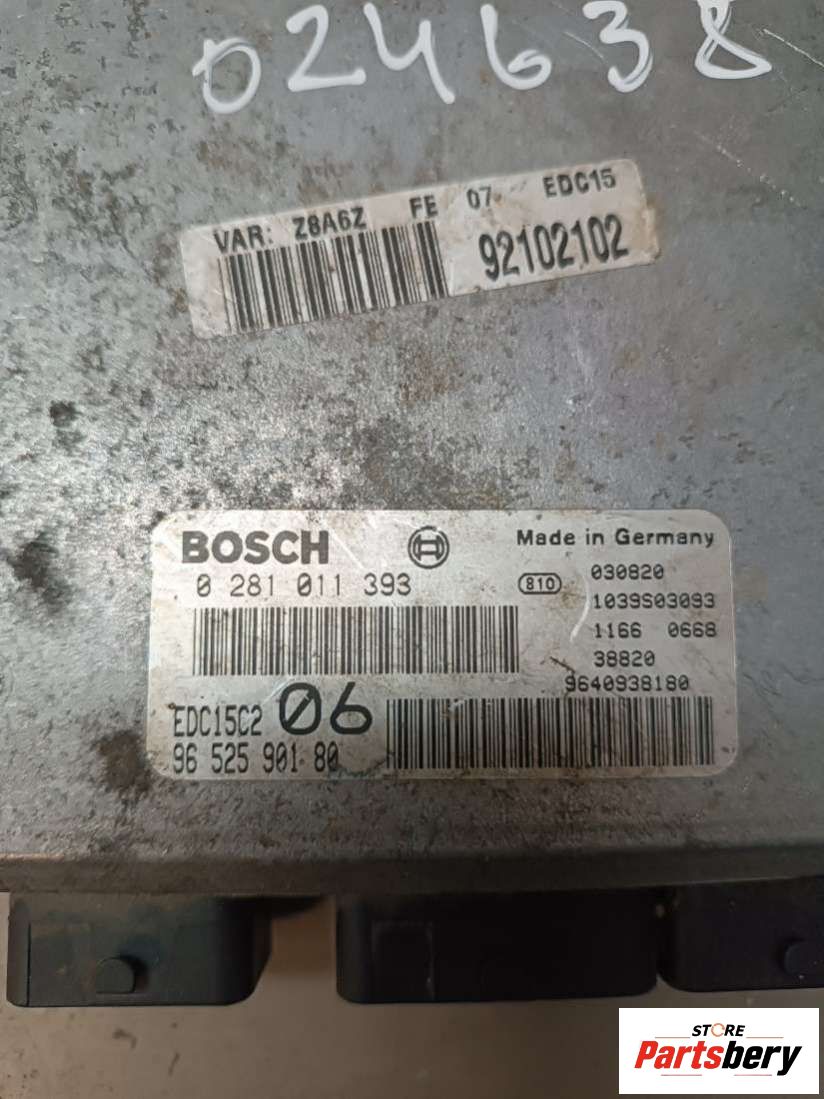 024638
VAR: Z8A6Z FE 07 EDC15
92102102
BOSCH Made in Germany
0 281 011 393
810 030820
1039S03093
1166 0668
38820
9640938180
EDC15C2 06
96 525 901 80
STORE
Partsbery